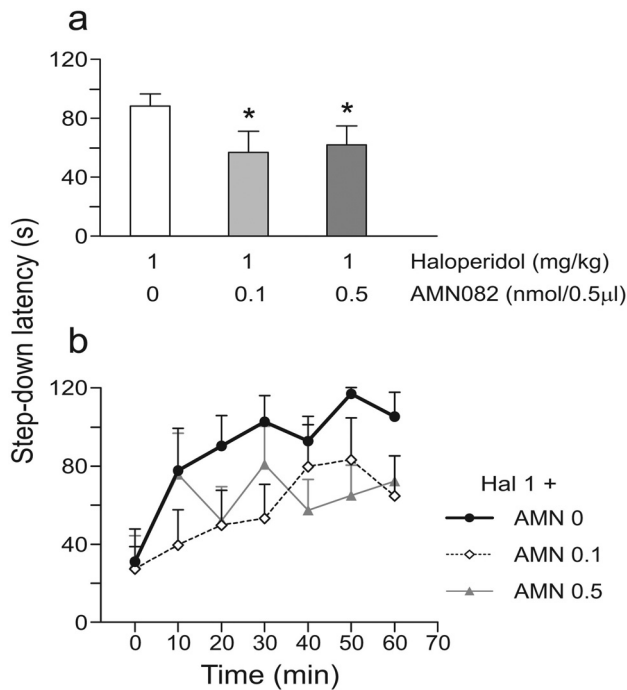 a
120
80
40
0
* *
1 1 1 Haloperidol (mg/kg)
0 0.1 0.5 AMN082 (nmol/0.5µl)
Step-down latency (s)
b
120
80
40
0
0 10 20 30 40 50 60 70
Time (min)
Hal 1 +
AMN 0
AMN 0.1
AMN 0.5